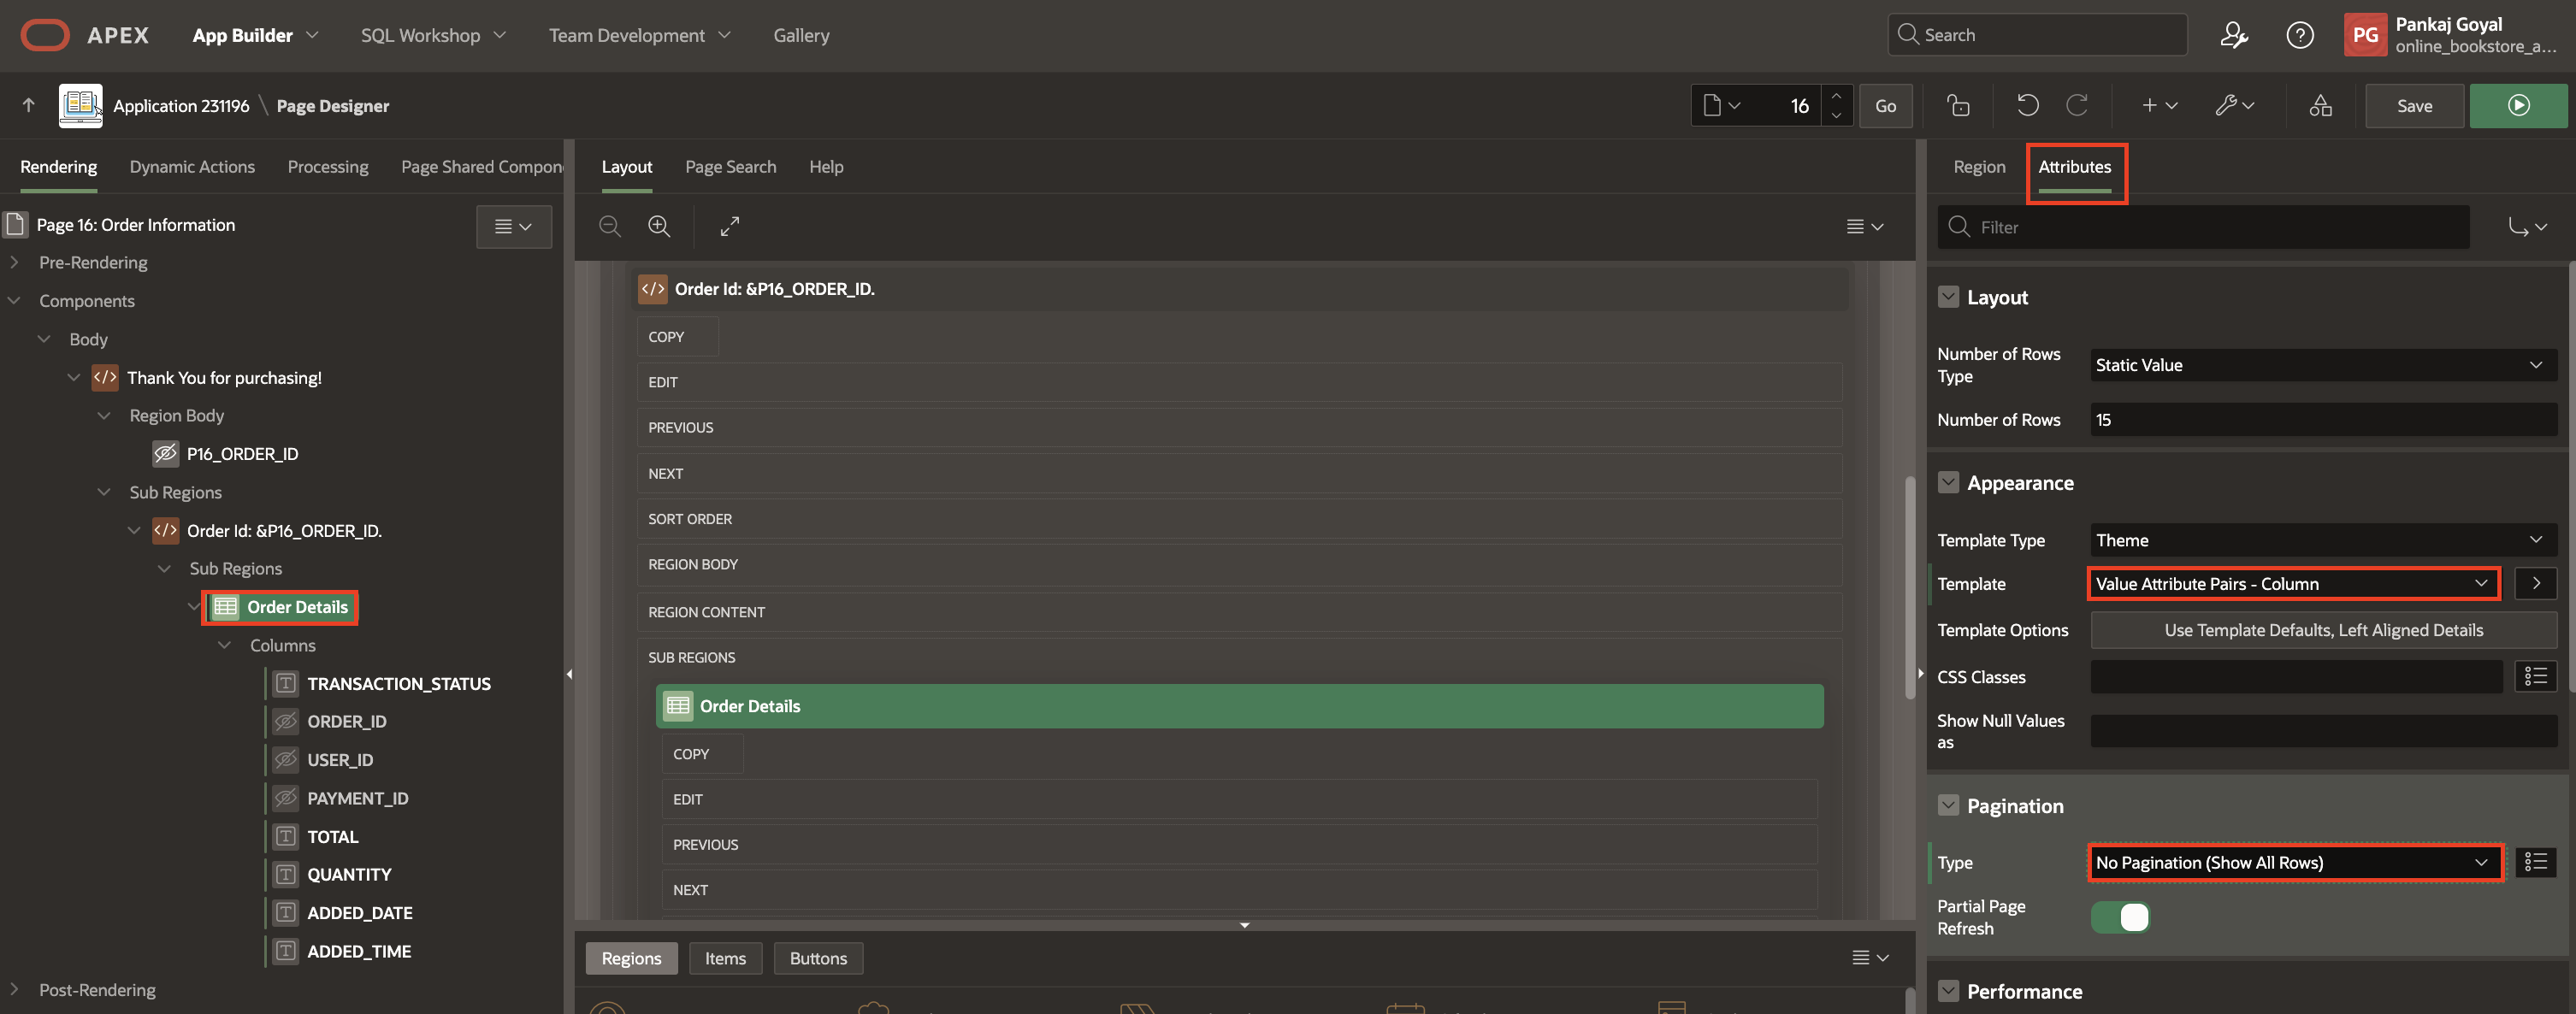 APEX App Builder SQL Workshop Team Development Gallery Search PG Pankaj Goyal
online_bookstore_a...
Application 231196 \ Page Designer 16 Go Save
Rendering Dynamic Actions Processing Page Shared Compon
Page 16: Order Information
Pre-Rendering
Components
Body
</> Thank You for purchasing!
Region Body
P16_ORDER_ID
Sub Regions
</> Order Id: &P16_ORDER_ID.
Sub Regions
Order Details
Columns
TRANSACTION_STATUS
ORDER_ID
USER_ID
PAYMENT_ID
TOTAL
QUANTITY
ADDED_DATE
ADDED_TIME
Post-Rendering
Layout Page Search Help
</> Order Id: &P16_ORDER_ID.
COPY
EDIT
PREVIOUS
NEXT
SORT ORDER
REGION BODY
REGION CONTENT
SUB REGIONS
Order Details
COPY
EDIT
PREVIOUS
NEXT
Regions Items Buttons
Region Attributes
Filter
Layout
Number of Rows Type Static Value
Number of Rows 15
Appearance
Template Type Theme
Template Value Attribute Pairs - Column
Template Options Use Template Defaults, Left Aligned Details
CSS Classes
Show Null Values
as
Pagination
Type No Pagination (Show All Rows)
Partial Page
Refresh
Performance